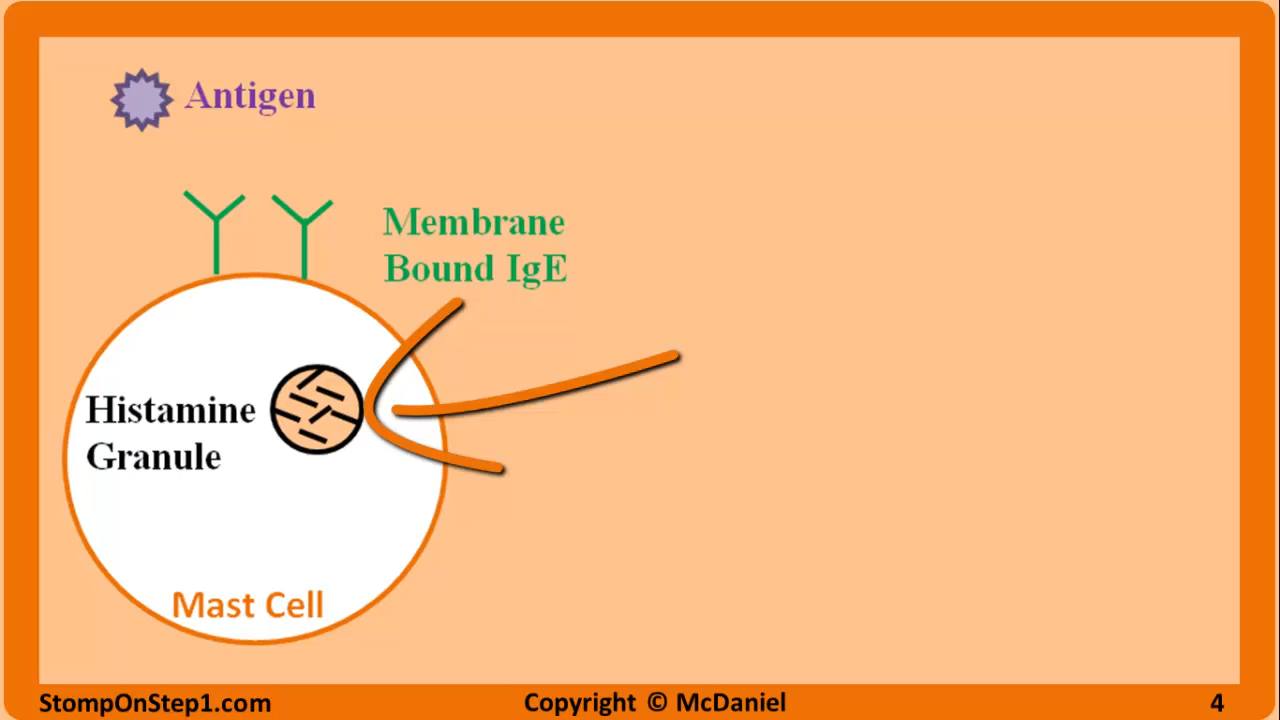 Antigen
Membrane
Bound IgE
Histamine
Granule
Mast Cell
StompOnStep1.com
Copyright © McDaniel
4